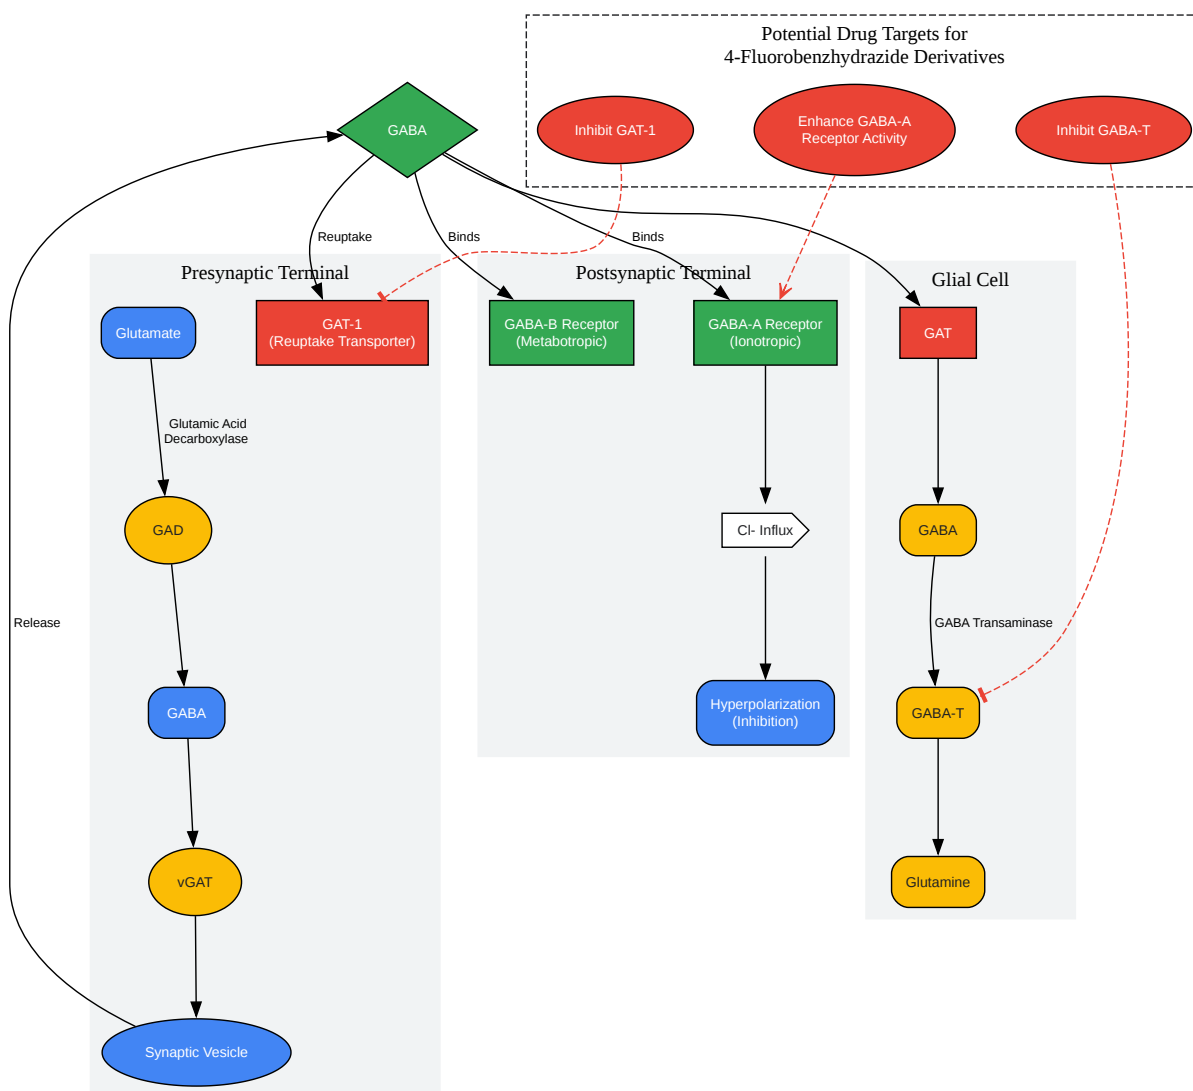 Potential Drug Targets for
4-Fluorobenzhydrazide Derivatives
GABA
Inhibit GAT-1
Enhance GABA-A
Receptor Activity
Inhibit GABA-T
Reuptake
Binds
Binds
Presynaptic Terminal
Postsynaptic Terminal
Glial Cell
Glutamate
GAT-1
(Reuptake Transporter)
GABA-B Receptor
(Metabotropic)
GABA-A Receptor
(Ionotropic)
GAT
Glutamic Acid
Decarboxylase
GAD
Cl- Influx
GABA
Release
GABA Transaminase
GABA
Hyperpolarization
(Inhibition)
GABA-T
vGAT
Glutamine
Synaptic Vesicle